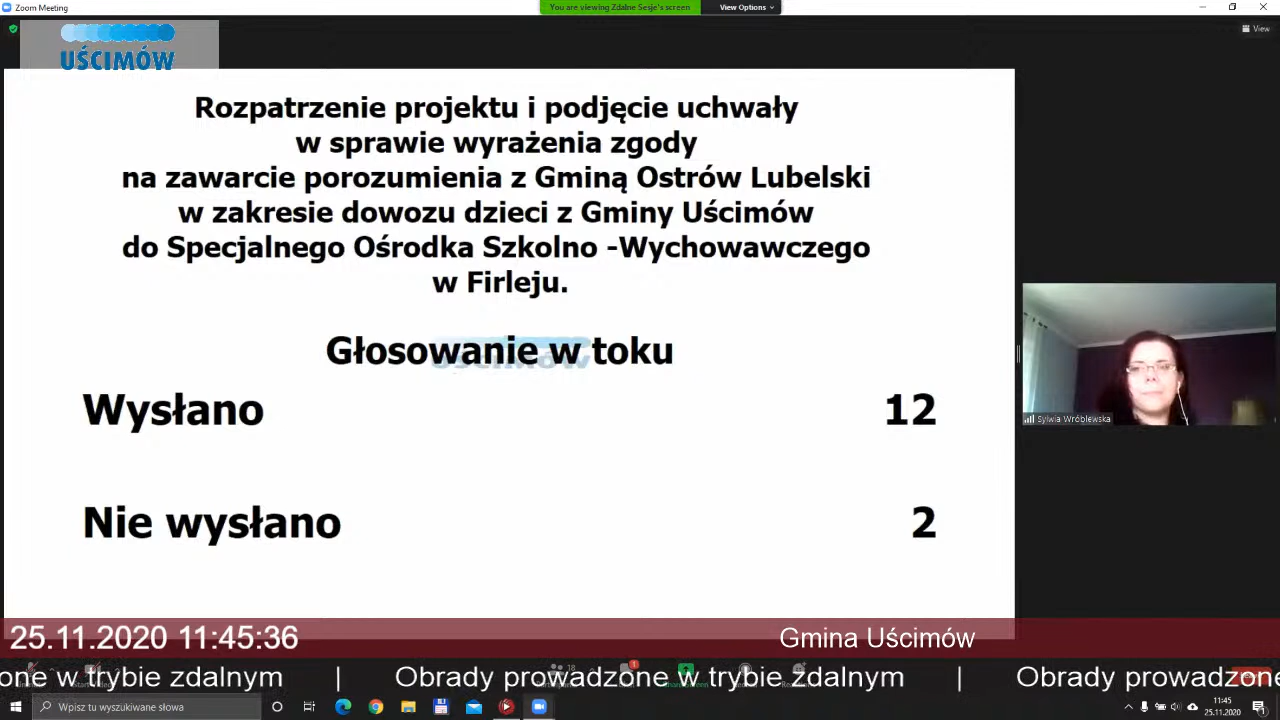 Zoom Meeting
You are viewing Zdalne Sesje's screen
View Options
View
UŚCIMÓW
Rozpatrzenie projektu i podjęcie uchwały
w sprawie wyrażenia zgody
na zawarcie porozumienia z Gminą Ostrów Lubelski
w zakresie dowozu dzieci z Gminy Uścimów
do Specjalnego Ośrodka Szkolno -Wychowawczego
w Firleju.
Głosowanie w toku
Wysłano 12
Nie wysłano 2
Sylwia Wróblewska
25.11.2020 11:45:36 Gmina Uścimów
one w trybie zdalnym | Obrady prowadzone w trybie zdalnym | Obrady prowadzone
Wpisz tu wyszukiwane słowa
11:45
25.11.2020